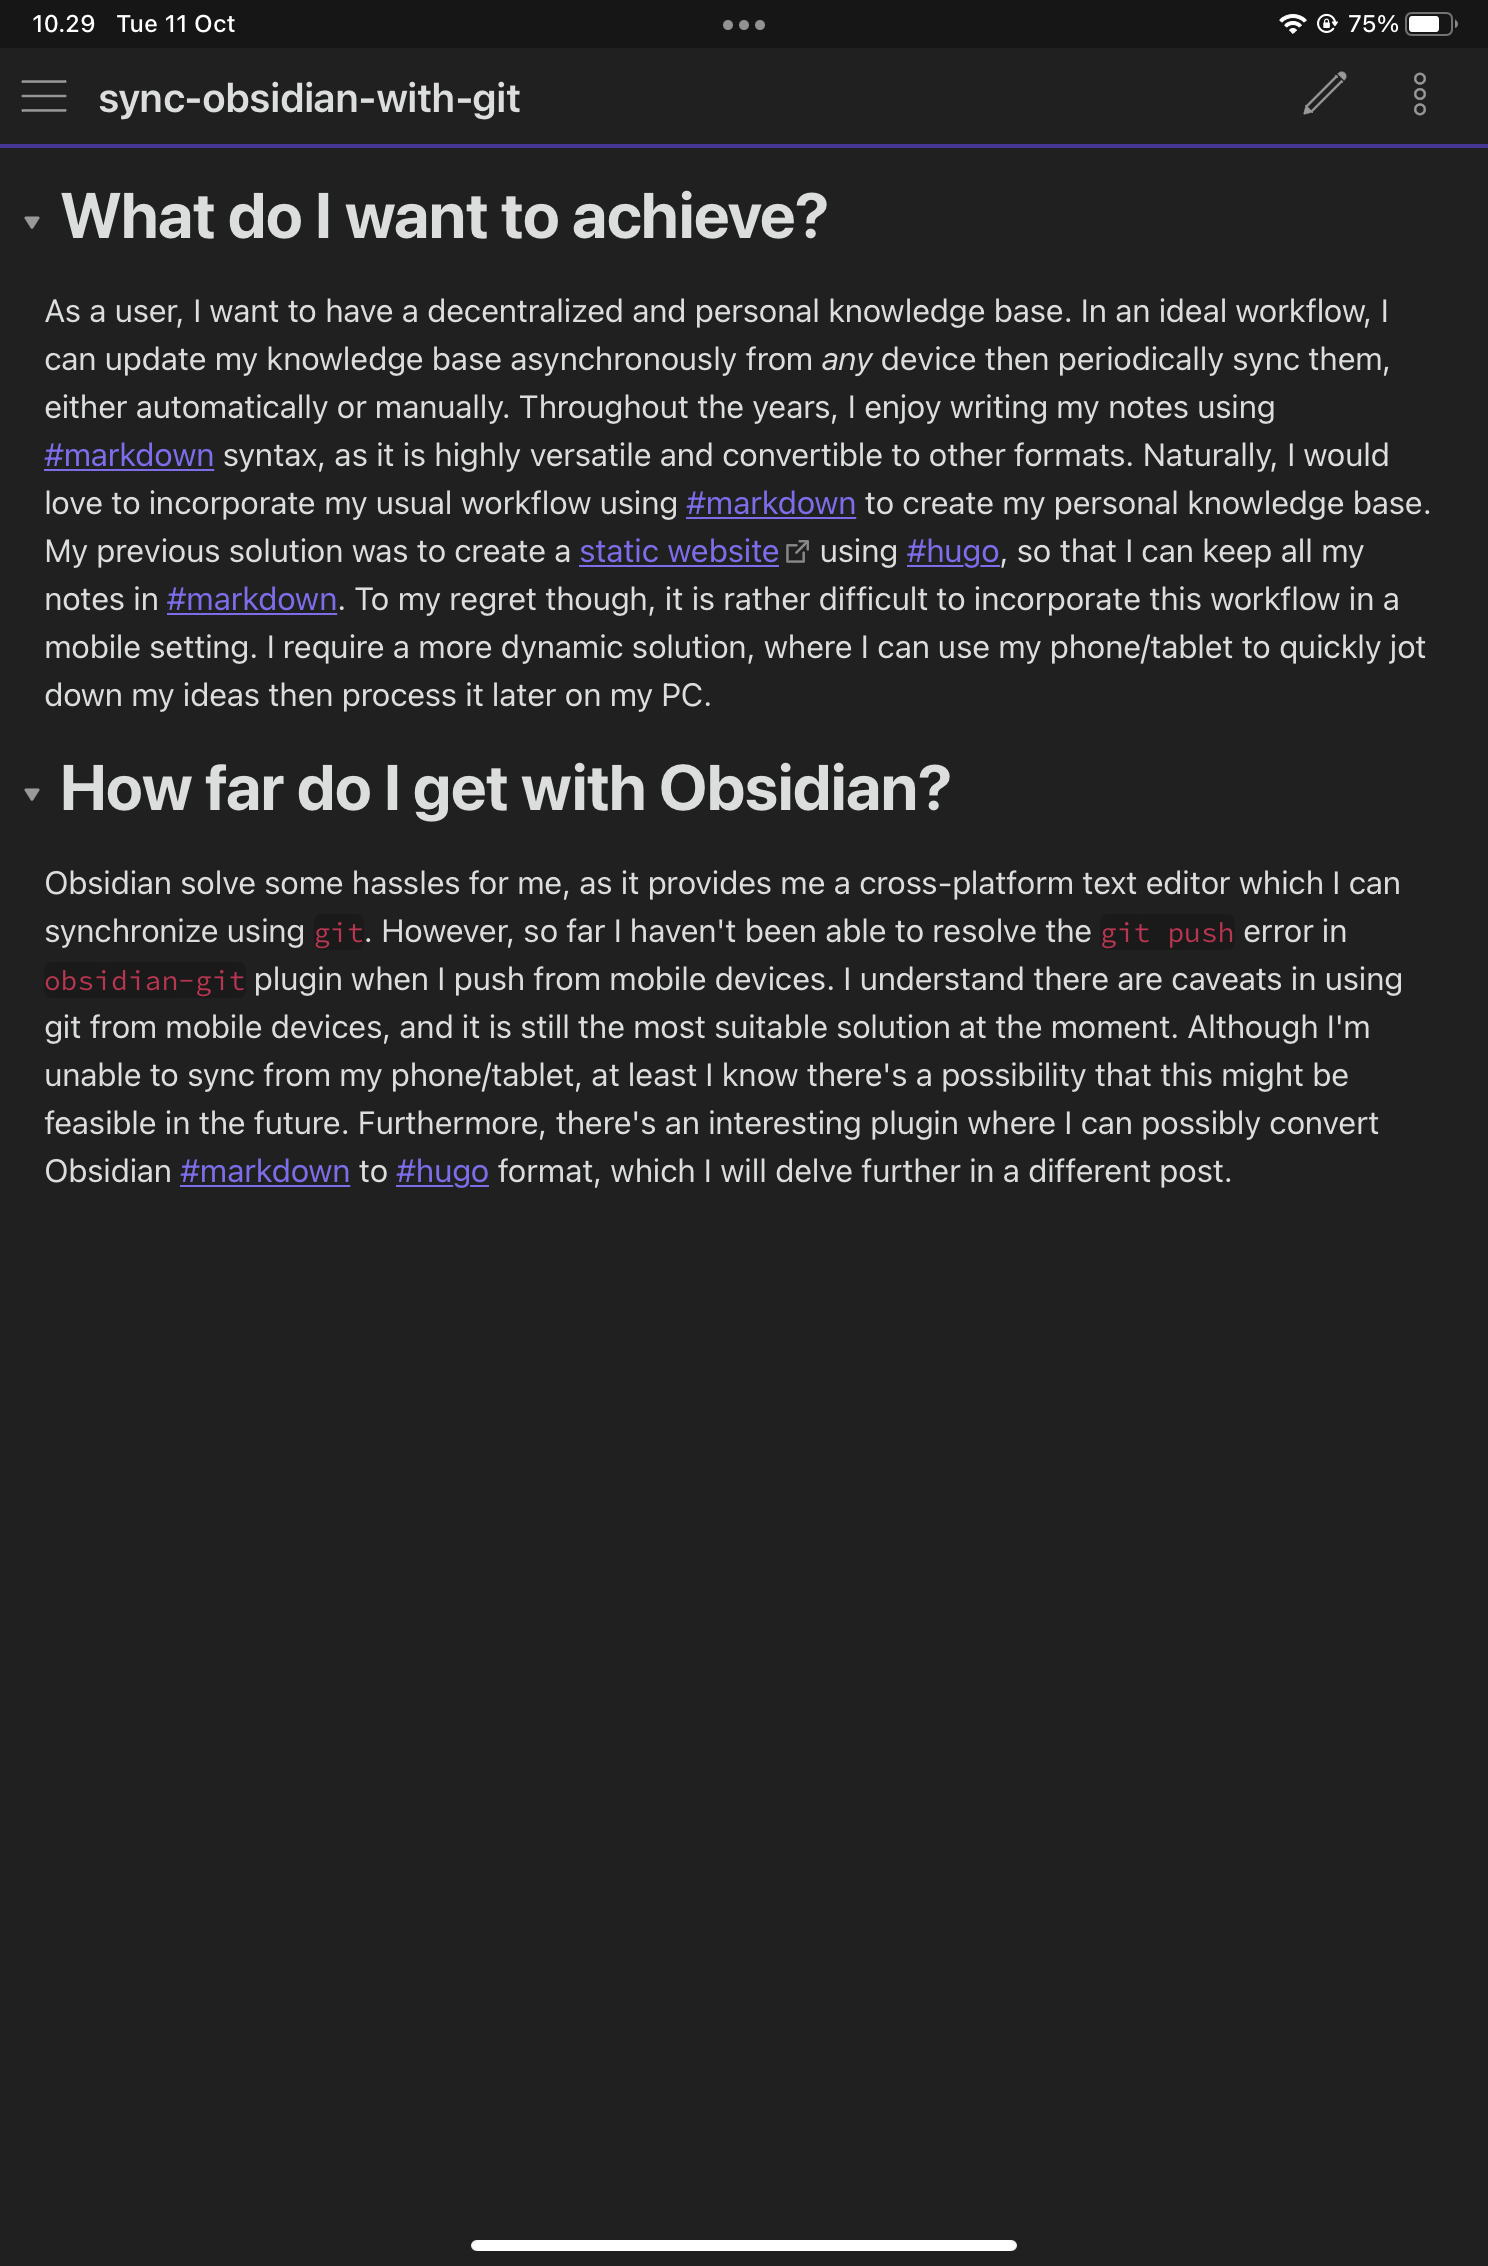 10.29 Tue 11 Oct
75%
sync-obsidian-with-git
What do I want to achieve?
As a user, I want to have a decentralized and personal knowledge base. In an ideal workflow, I
can update my knowledge base asynchronously from any device then periodically sync them,
either automatically or manually. Throughout the years, I enjoy writing my notes using
#markdown syntax, as it is highly versatile and convertible to other formats. Naturally, I would
love to incorporate my usual workflow using #markdown to create my personal knowledge base.
My previous solution was to create a static website using #hugo, so that I can keep all my
notes in #markdown. To my regret though, it is rather difficult to incorporate this workflow in a
mobile setting. I require a more dynamic solution, where I can use my phone/tablet to quickly jot
down my ideas then process it later on my PC.
How far do I get with Obsidian?
Obsidian solve some hassles for me, as it provides me a cross-platform text editor which I can
synchronize using git. However, so far I haven't been able to resolve the git push error in
obsidian-git plugin when I push from mobile devices. I understand there are caveats in using
git from mobile devices, and it is still the most suitable solution at the moment. Although I'm
unable to sync from my phone/tablet, at least I know there's a possibility that this might be
feasible in the future. Furthermore, there's an interesting plugin where I can possibly convert
Obsidian #markdown to #hugo format, which I will delve further in a different post.